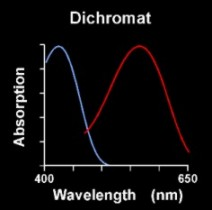 Dichromat
Absorption
400 650
Wavelength (nm)